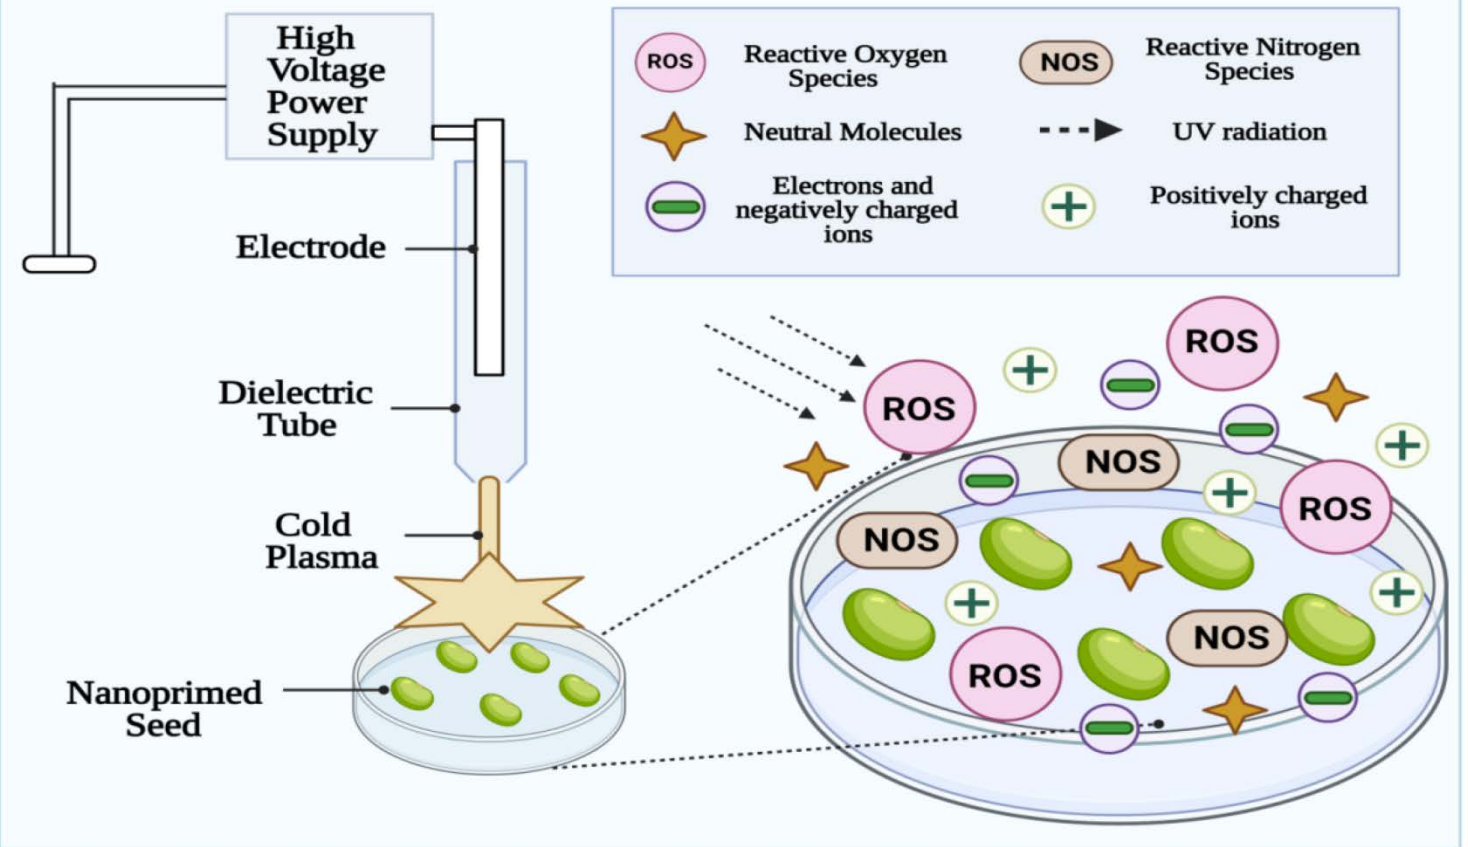 High
Voltage
Power
Supply
ROS
Reactive Oxygen
Species
NOS
Reactive Nitrogen
Species
Neutral Molecules
UV radiation
Electrons and
negatively charged
ions
Positively charged
ions
Electrode
Dielectric
Tube
Cold
Plasma
Nanoprimed
Seed
ROS
ROS
NOS
ROS
NOS
NOS
ROS